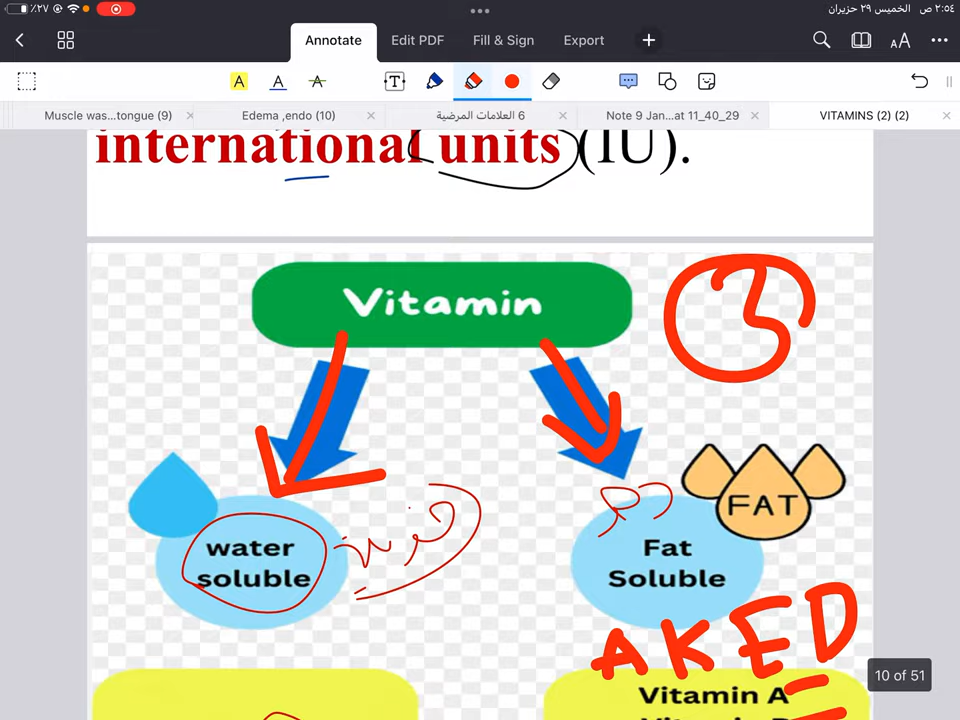 ٢:٥٤ ص الخميس ٢٩ حزيران
٪٢٧
Annotate Edit PDF Fill & Sign Export
Muscle was...tongue (9) Edema ,endo (10) 6 العلامات المرضية Note 9 Jan...at 11_40_29 VITAMINS (2) (2)
international units (IU).
Vitamin
3
FAT
water
soluble
Fat
Soluble
AKED
10 of 51
Vitamin A